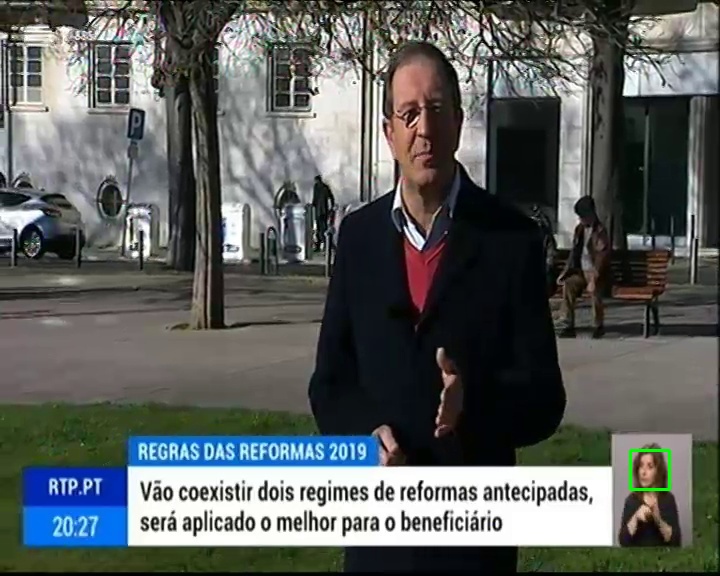 P
REGRAS DAS REFORMAS 2019
RTP.PT
Vão coexistir dois regimes de reformas antecipadas,
20:27
será aplicado o melhor para o beneficiário